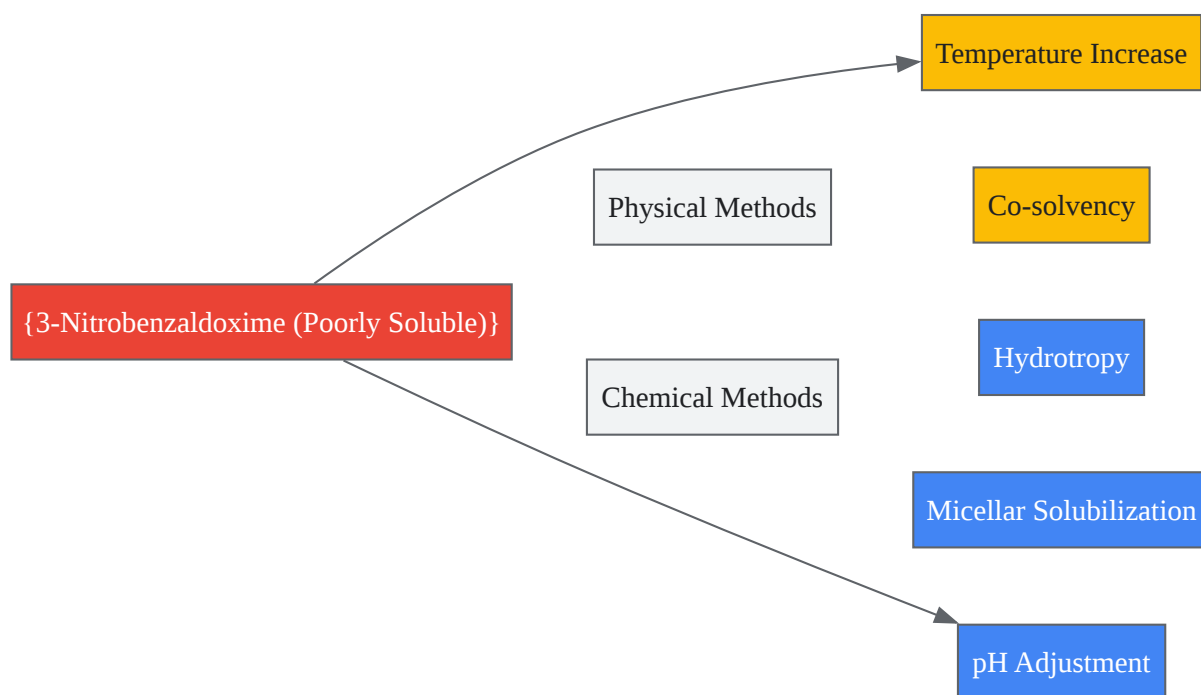 Temperature Increase
Physical Methods
Co-solvency
{3-Nitrobenzaldoxime (Poorly Soluble)}
Hydrotropy
Chemical Methods
Micellar Solubilization
pH Adjustment